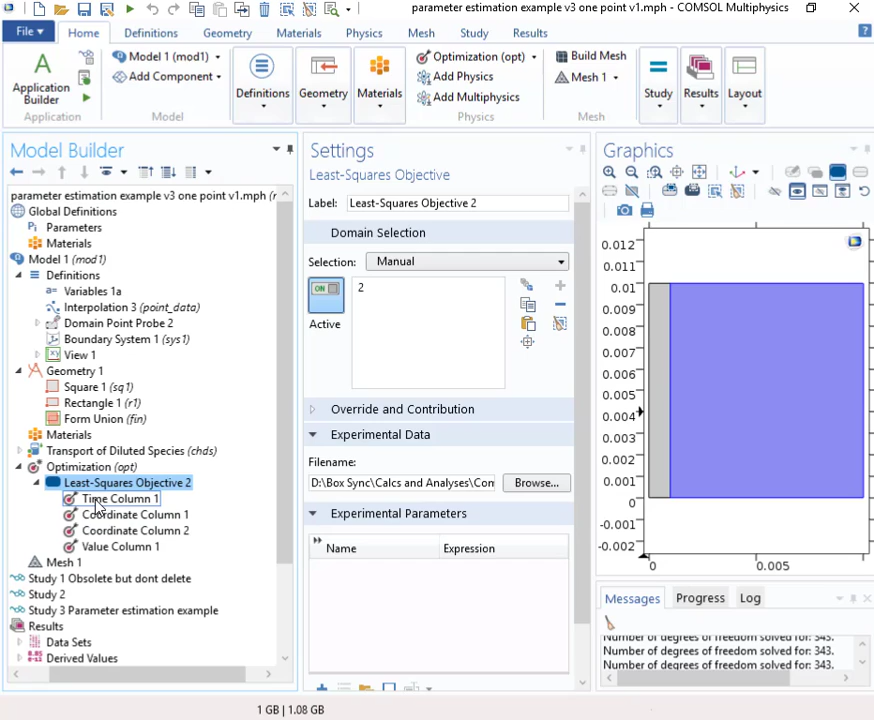 parameter estimation example v3 one point v1.mph - COMSOL Multiphysics
File
Home
Definitions
Geometry
Materials
Physics
Mesh
Study
Results
?
A
Application Builder
Application
Model 1 (mod1)
Add Component
Model
Definitions
Geometry
Materials
Optimization (opt)
Add Physics
Add Multiphysics
Physics
Build Mesh
Mesh 1
Mesh
Study
Results
Layout
Model Builder
parameter estimation example v3 one point v1.mph (r
Global Definitions
Pi Parameters
Materials
Model 1 (mod1)
Definitions
a= Variables 1a
Interpolation 3 (point_data)
Domain Point Probe 2
Boundary System 1 (sys1)
View 1
Geometry 1
Square 1 (sq1)
Rectangle 1 (r1)
Form Union (fin)
Materials
Transport of Diluted Species (chds)
Optimization (opt)
Least-Squares Objective 2
Time Column 1
Coordinate Column 1
Coordinate Column 2
Value Column 1
Mesh 1
Study 1 Obsolete but dont delete
Study 2
Study 3 Parameter estimation example
Results
Data Sets
Derived Values
Settings
Least-Squares Objective
Label: Least-Squares Objective 2
Domain Selection
Selection: Manual
ON
Active
2
Override and Contribution
Experimental Data
Filename:
D:\Box Sync\Calcs and Analyses\Con
Browse...
Experimental Parameters
Name
Expression
Graphics
0.012
0.011
0.01
0.009
0.008
0.007
0.006
0.005
0.004
0.003
0.002
0.001
0
-0.001
-0.002
0
0.005
Messages
Progress
Log
Number of degrees of freedom solved for: 343.
Number of degrees of freedom solved for: 343.
Number of degrees of freedom solved for: 343.
1 GB | 1.08 GB